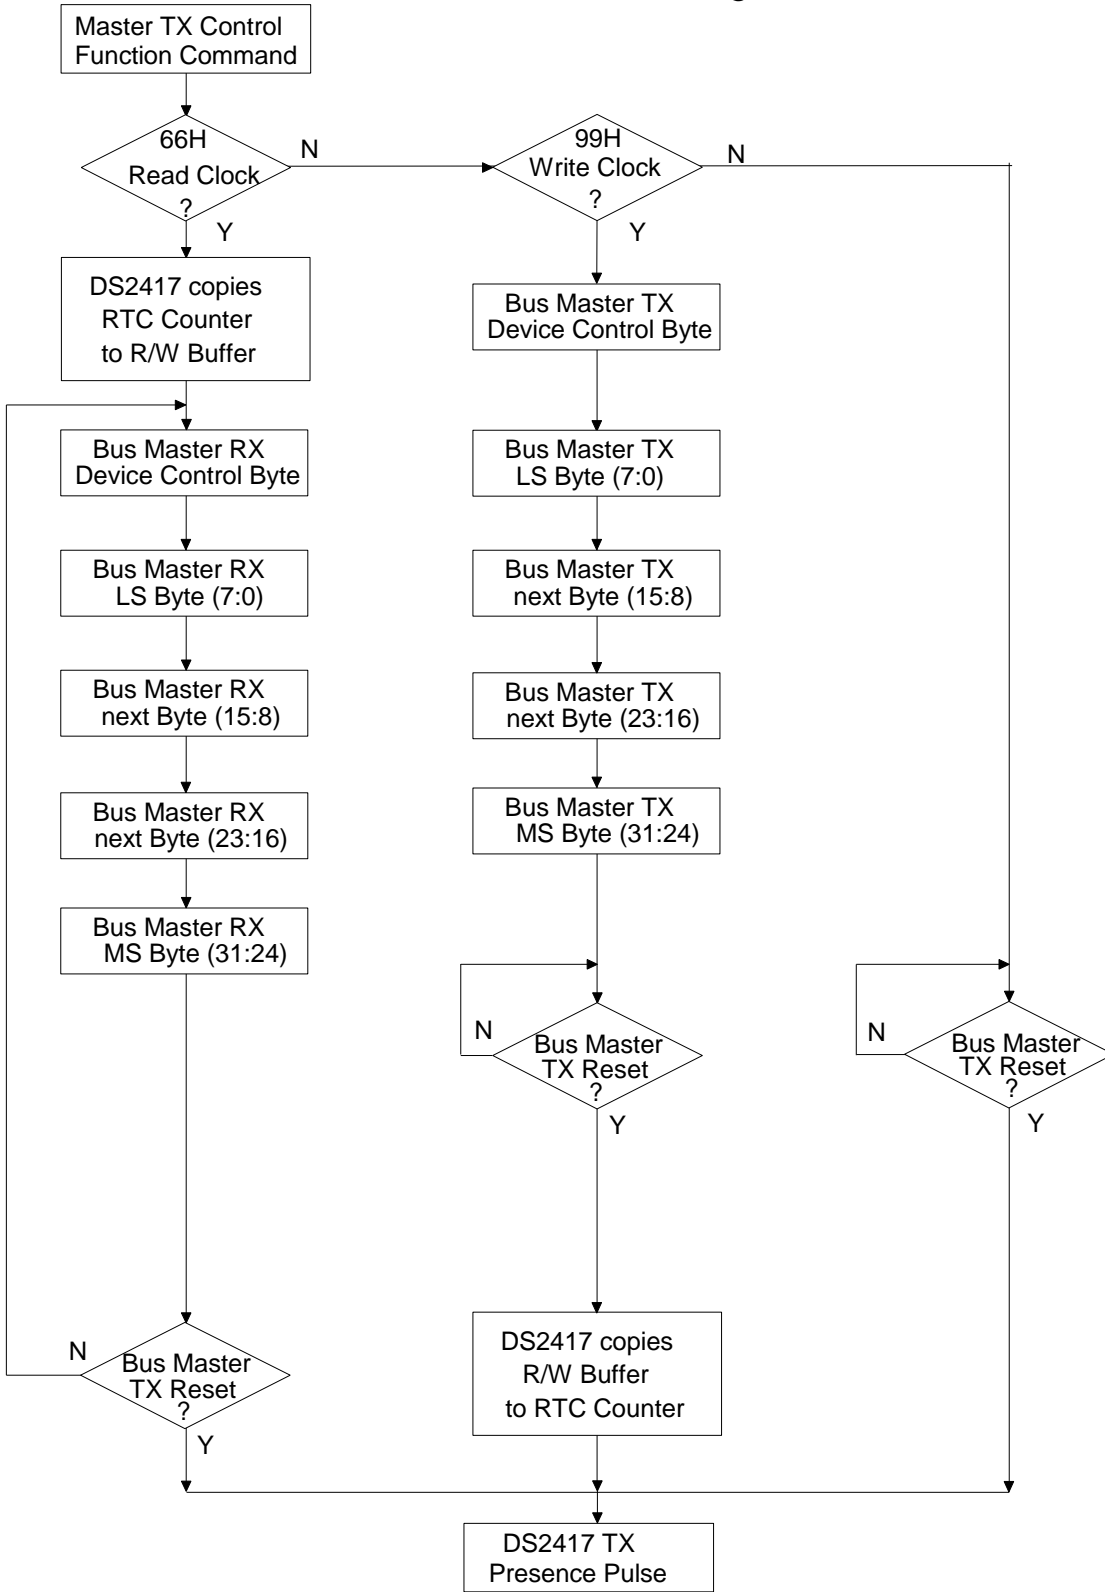 Master TX Control
Function Command
66H
Read Clock
?
N
Y
99H
Write Clock
?
N
Y
DS2417 copies
RTC Counter
to R/W Buffer
Bus Master RX
Device Control Byte
Bus Master RX
LS Byte (7:0)
Bus Master RX
next Byte (15:8)
Bus Master RX
next Byte (23:16)
Bus Master RX
MS Byte (31:24)
N
Bus Master
TX Reset
?
Y
Bus Master TX
Device Control Byte
Bus Master TX
LS Byte (7:0)
Bus Master TX
next Byte (15:8)
Bus Master TX
next Byte (23:16)
Bus Master TX
MS Byte (31:24)
N
Bus Master
TX Reset
?
Y
DS2417 copies
R/W Buffer
to RTC Counter
N
Bus Master
TX Reset
?
Y
DS2417 TX
Presence Pulse